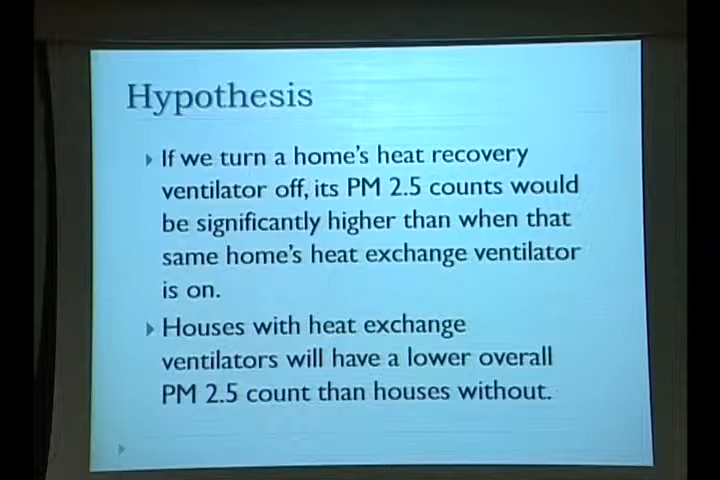 Hypothesis
If we turn a home's heat recovery
ventilator off, its PM 2.5 counts would
be significantly higher than when that
same home's heat exchange ventilator
is on.
Houses with heat exchange
ventilators will have a lower overall
PM 2.5 count than houses without.